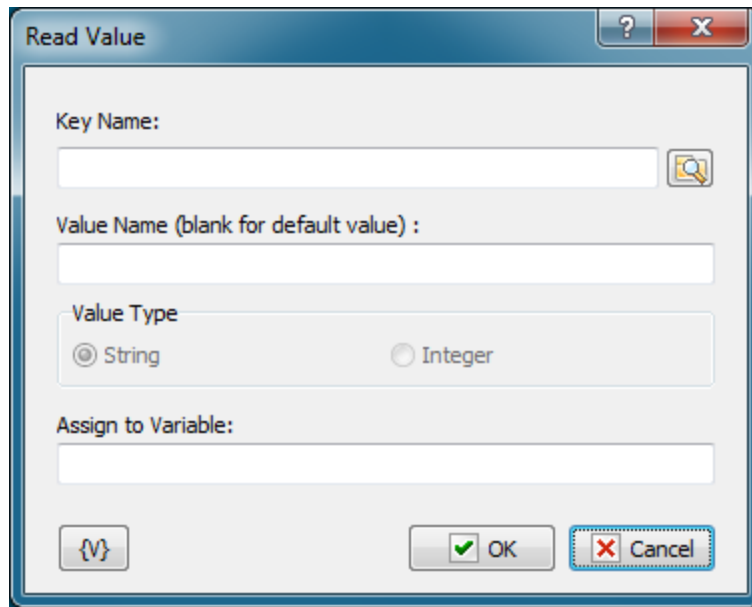 Read Value
?
Key Name:
Value Name (blank for default value) :
Value Type
String
Integer
Assign to Variable:
{V}
OK
Cancel